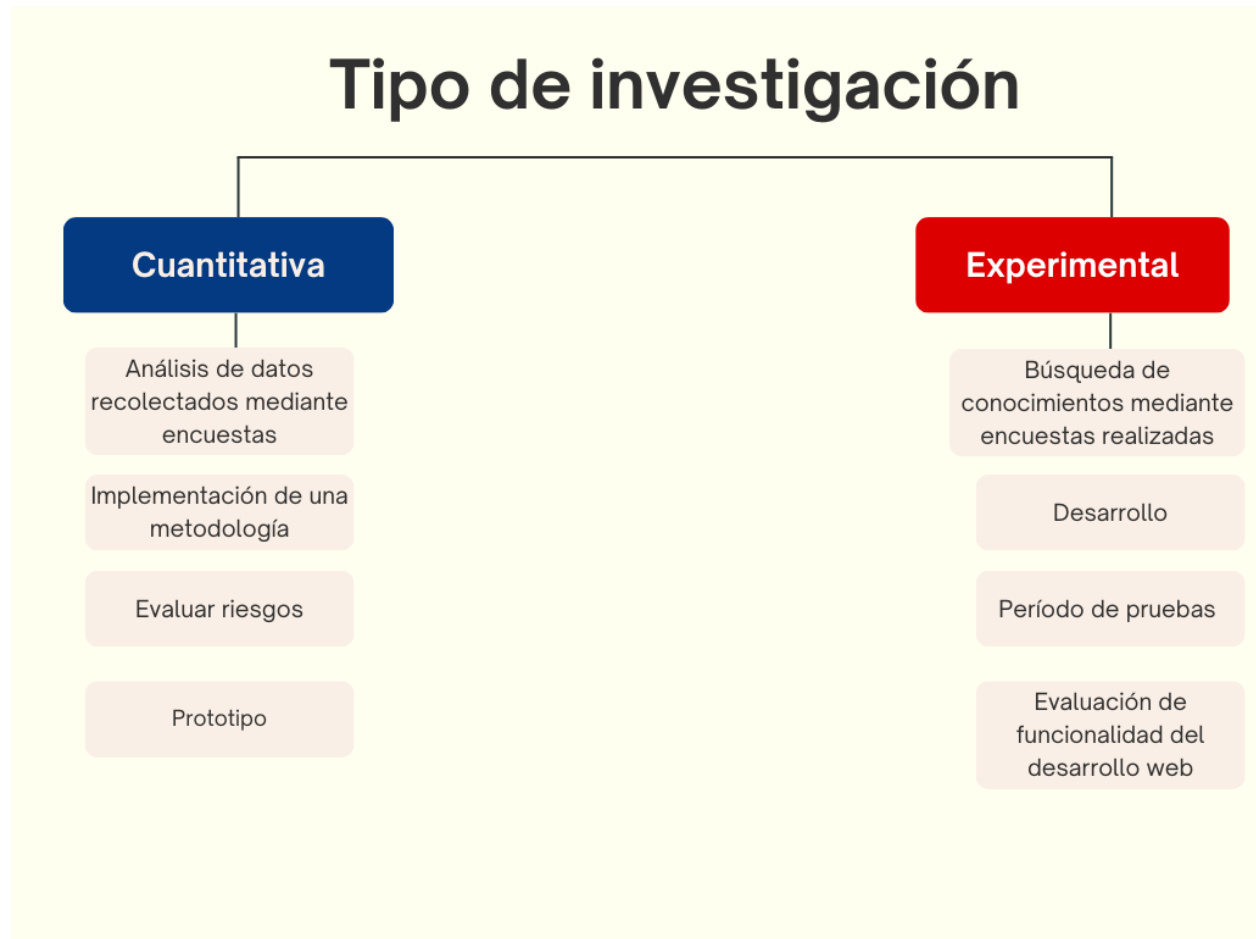 Tipo de investigación
Cuantitativa
Análisis de datos
recolectados mediante
encuestas
Implementación de una
metodología
Evaluar riesgos
Prototipo
Experimental
Búsqueda de
conocimientos mediante
encuestas realizadas
Desarrollo
Período de pruebas
Evaluación de
funcionalidad del
desarrollo web